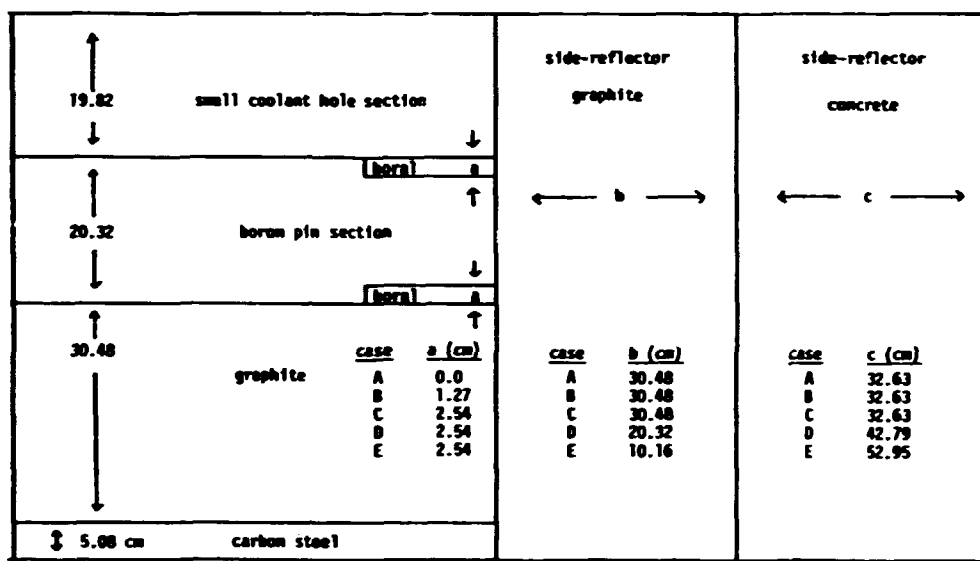 19.82 small coolant hole section
boral a
20.32 boron pin section
boral a
30.48
graphite
case a (cm)
A 0.0
B 1.27
C 2.54
D 2.54
E 2.54
5.08 cm carbon steel
side-reflector
graphite
b
case b (cm)
A 30.48
B 30.48
C 30.48
D 20.32
E 10.16
side-reflector
concrete
c
case c (cm)
A 32.63
B 32.63
C 32.63
D 42.79
E 52.95